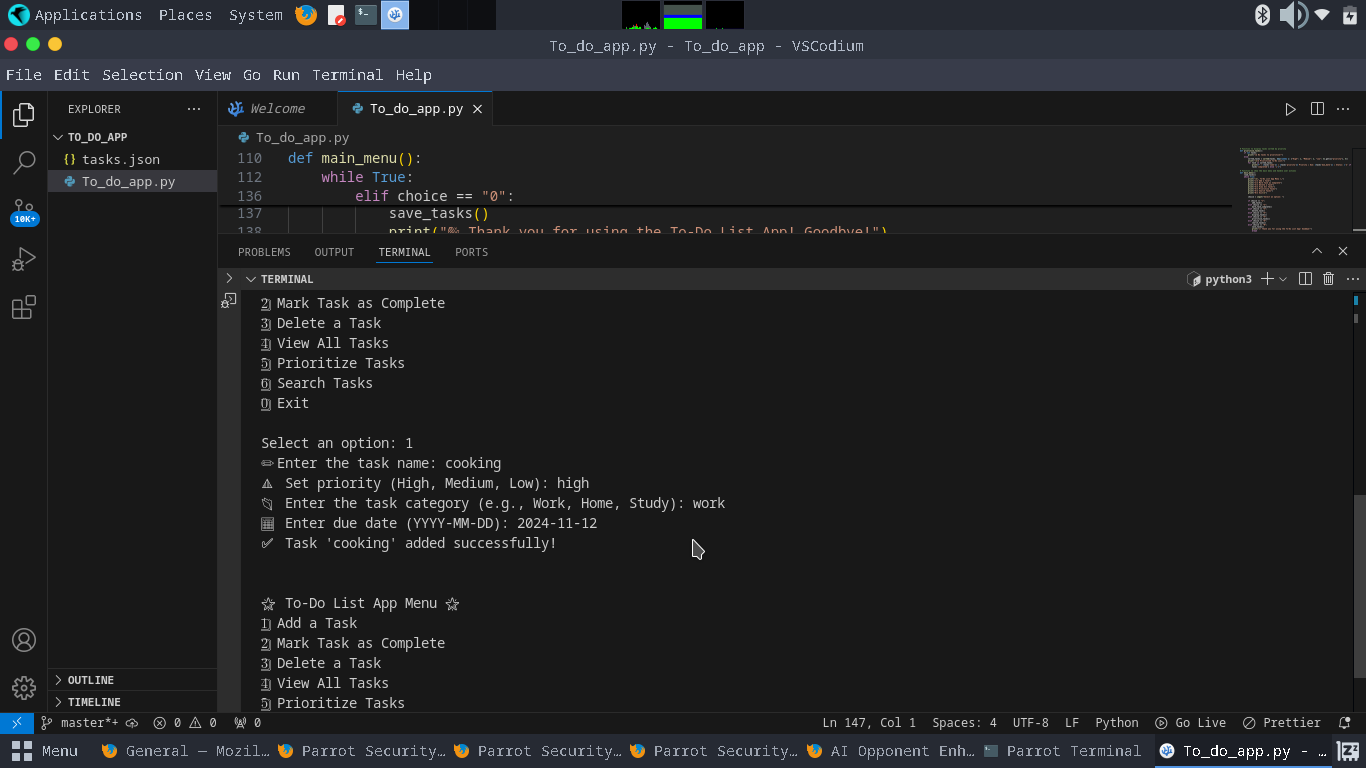 Applications Places System
To_do_app.py - To_do_app - VSCodium
File Edit Selection View Go Run Terminal Help
EXPLORER
Welcome
To_do_app.py
TO_DO_APP
{} tasks.json
To_do_app.py
10K+
To_do_app.py
110 def main_menu():
112 while True:
136 elif choice == "0":
137 save_tasks()
138 print("👋 Thank you for using the To-Do List App! Goodbye!")
PROBLEMS OUTPUT TERMINAL PORTS
TERMINAL
python3
2 Mark Task as Complete
3 Delete a Task
4 View All Tasks
5 Prioritize Tasks
6 Search Tasks
0 Exit
Select an option: 1
✏ Enter the task name: cooking
⚠ Set priority (High, Medium, Low): high
Enter the task category (e.g., Work, Home, Study): work
Enter due date (YYYY-MM-DD): 2024-11-12
✅ Task 'cooking' added successfully!
🌟 To-Do List App Menu 🌟
1 Add a Task
2 Mark Task as Complete
3 Delete a Task
4 View All Tasks
5 Prioritize Tasks
OUTLINE
TIMELINE
master*+ 0 0 0 Ln 147, Col 1 Spaces: 4 UTF-8 LF Python Go Live Prettier
Menu General — Mozil... Parrot Security... Parrot Security... Parrot Security... AI Opponent Enh... Parrot Terminal To_do_app.py - ...